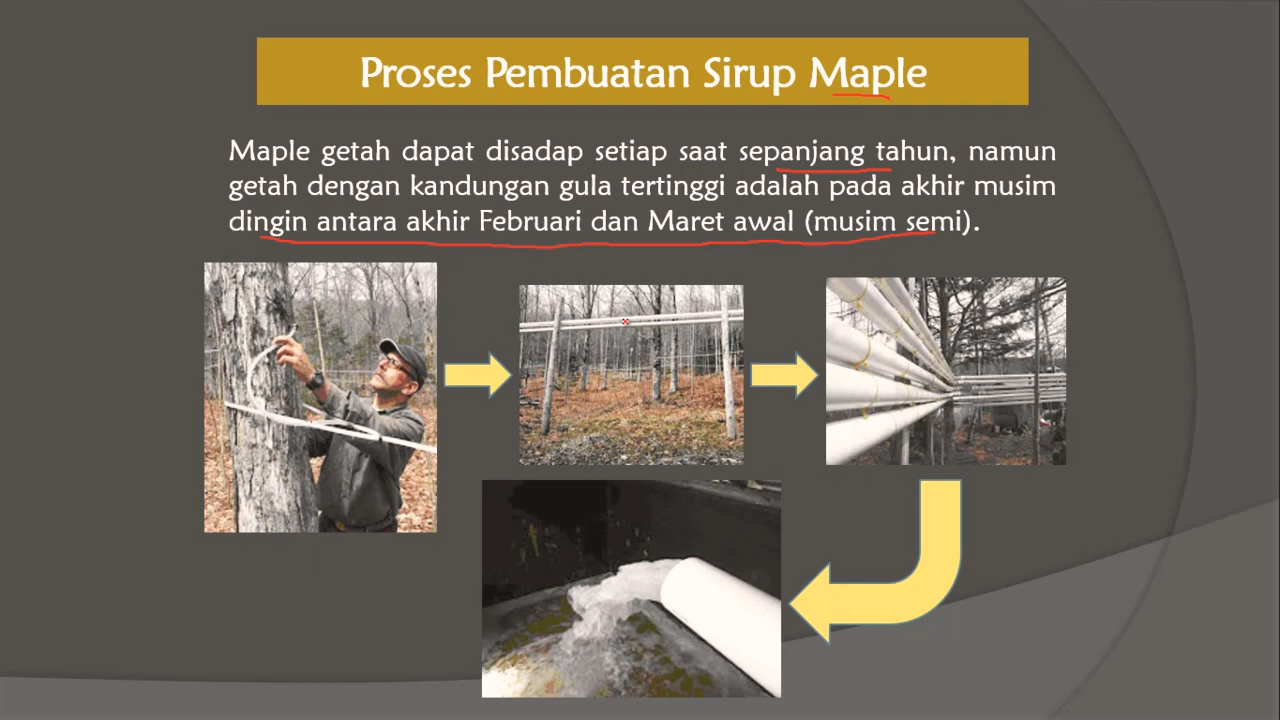 Proses Pembuatan Sirup Maple
Maple getah dapat disadap setiap saat sepanjang tahun, namun
getah dengan kandungan gula tertinggi adalah pada akhir musim
dingin antara akhir Februari dan Maret awal (musim semi).